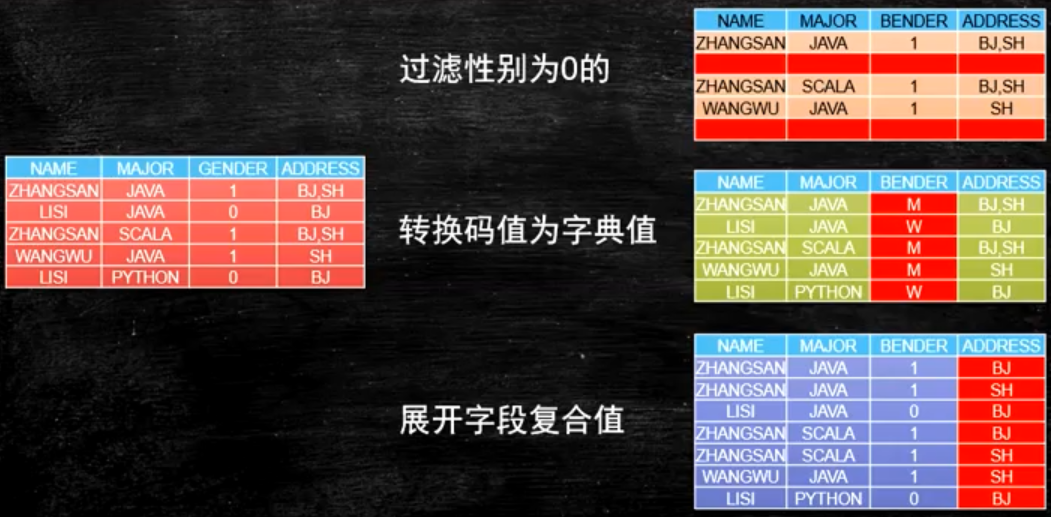 NAME MAJOR BENDER ADDRESS
ZHANGSAN JAVA 1 BJ,SH
ZHANGSAN SCALA 1 BJ,SH
WANGWU JAVA 1 SH
过滤性别为0的
NAME MAJOR GENDER ADDRESS
ZHANGSAN JAVA 1 BJ,SH
LISI JAVA 0 BJ
ZHANGSAN SCALA 1 BJ,SH
WANGWU JAVA 1 SH
LISI PYTHON 0 BJ
转换码值为字典值
NAME MAJOR BENDER ADDRESS
ZHANGSAN JAVA M BJ,SH
LISI JAVA W BJ
ZHANGSAN SCALA M BJ,SH
WANGWU JAVA M SH
LISI PYTHON W BJ
展开字段复合值
NAME MAJOR BENDER ADDRESS
ZHANGSAN JAVA 1 BJ
ZHANGSAN JAVA 1 SH
LISI JAVA 0 BJ
ZHANGSAN SCALA 1 BJ
ZHANGSAN SCALA 1 SH
WANGWU JAVA 1 SH
LISI PYTHON 0 BJ